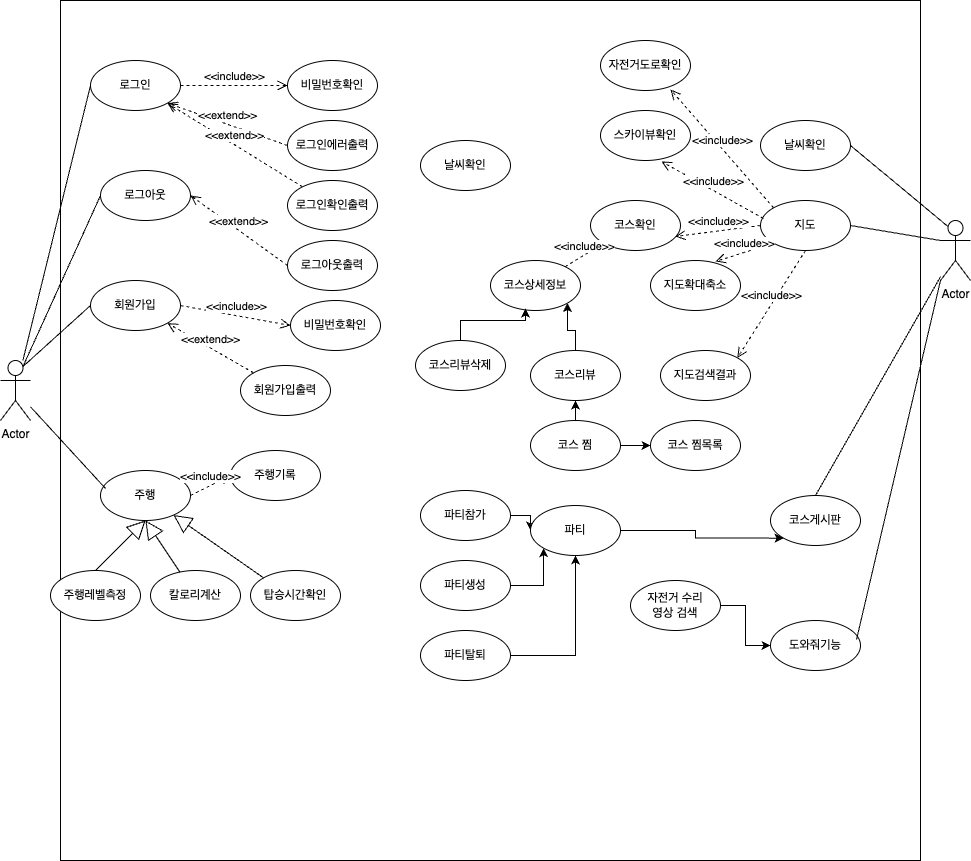 자전거도로확인
로그인
<<include>>
비밀번호확인
<<extend>>
<<extend>>
로그인에러출력
스카이뷰확인
<<include>>
날씨확인
날씨확인
로그아웃
로그인확인출력
<<include>>
<<extend>>
코스확인
<<include>>
지도
<<include>>
<<include>>
로그아웃출력
코스상세정보
지도확대축소
Actor
회원가입
<<include>>
비밀번호확인
<<include>>
<<extend>>
코스리뷰삭제
코스리뷰
지도검색결과
회원가입출력
Actor
코스 찜
코스 찜목록
<<include>>
주행기록
주행
파티참가
파티
코스게시판
주행레벨측정
칼로리계산
탑승시간확인
파티생성
자전거 수리
영상 검색
파티탈퇴
도와줘기능